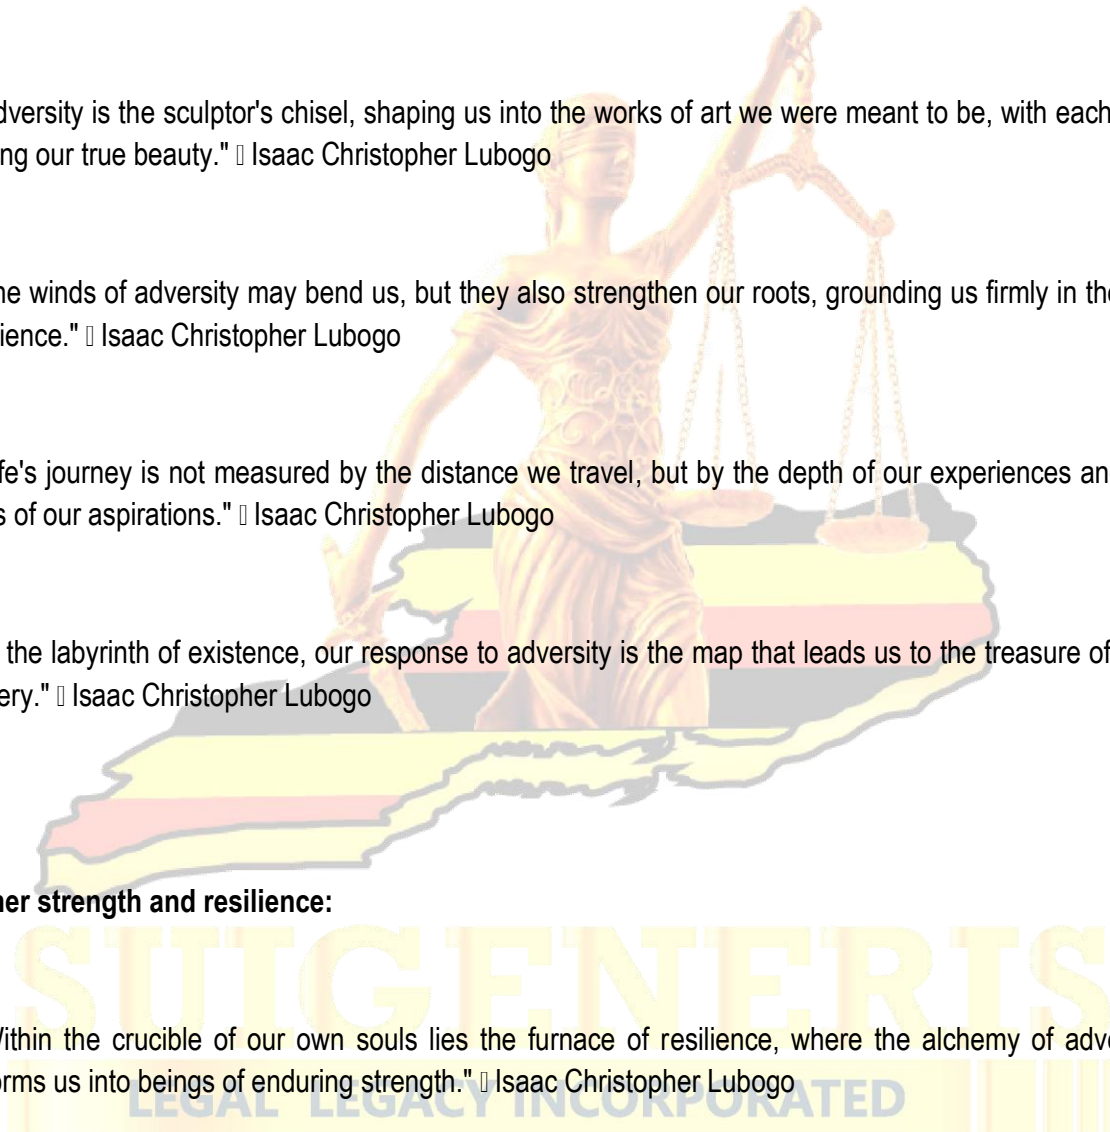 dversity is the sculptor's chisel, shaping us into the works of art we were meant to be, with each
ng our true beauty." ▯ Isaac Christopher Lubogo
he winds of adversity may bend us, but they also strengthen our roots, grounding us firmly in the
ience." ▯ Isaac Christopher Lubogo
fe's journey is not measured by the distance we travel, but by the depth of our experiences an
s of our aspirations." ▯ Isaac Christopher Lubogo
the labyrinth of existence, our response to adversity is the map that leads us to the treasure of
ery." ▯ Isaac Christopher Lubogo
ner strength and resilience:
SUIGENERIS
Within the crucible of our own souls lies the furnace of resilience, where the alchemy of adve
orms us into beings of enduring strength." ▯ Isaac Christopher Lubogo
LEGAL LEGACY INCORPORATED